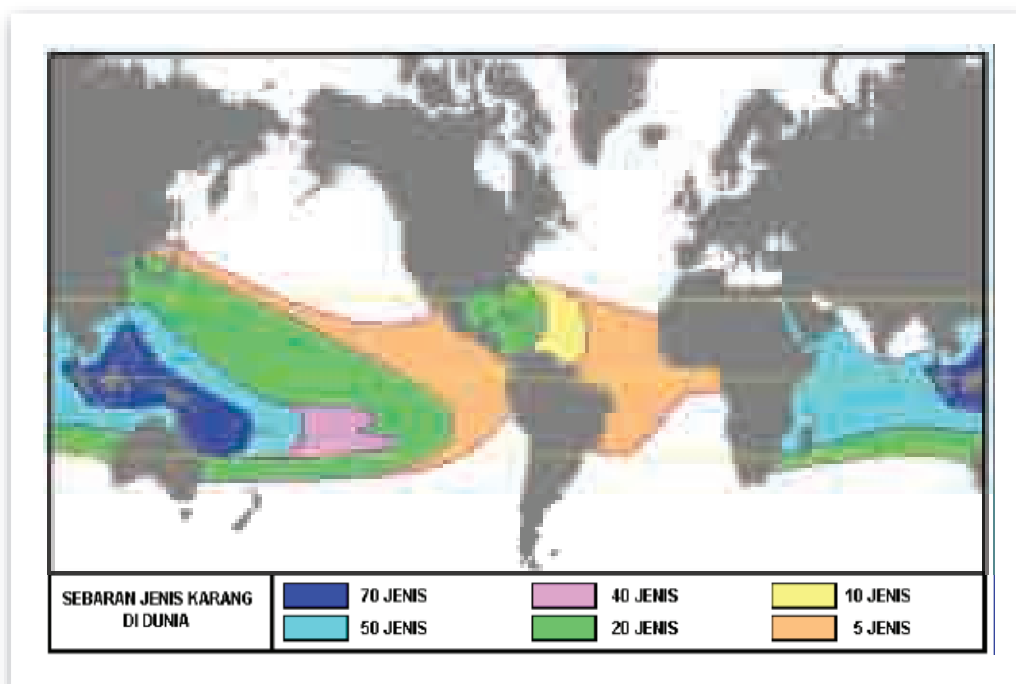 SEBARAN JENIS KARANG
DI DUNIA
70 JENIS
50 JENIS
40 JENIS
20 JENIS
10 JENIS
5 JENIS